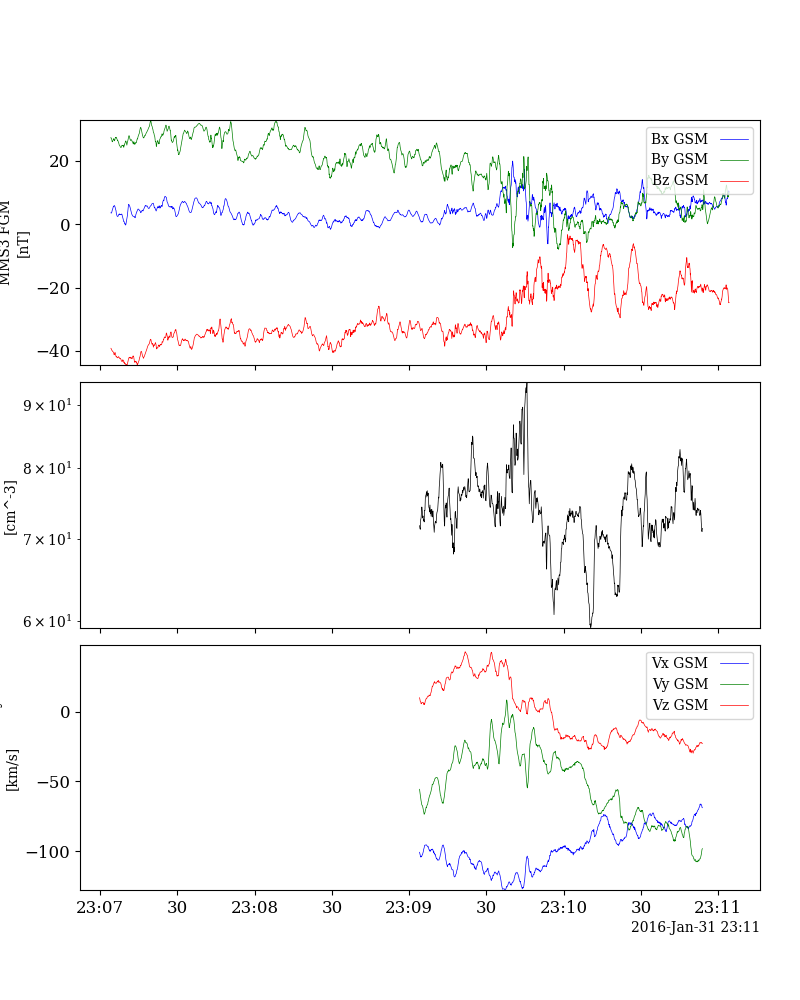 Bx GSM
By GSM
Bz GSM
20
0
−20
−40
MMS3 FGM
[nT]
9 × 10¹
8 × 10¹
7 × 10¹
6 × 10¹
[cm^-3]
Vx GSM
Vy GSM
Vz GSM
0
−50
−100
[km/s]
23:07 30 23:08 30 23:09 30 23:10 30 23:11
2016-Jan-31 23:11